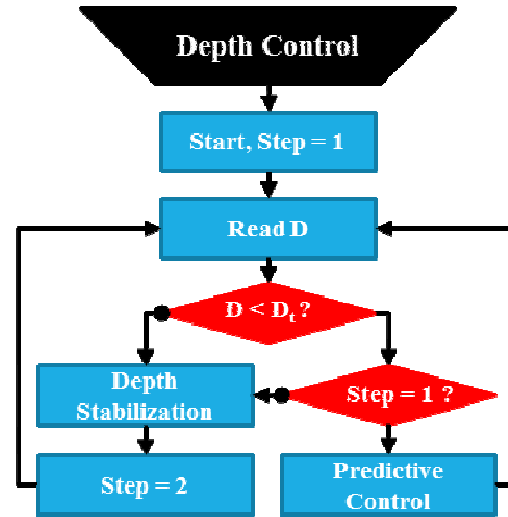 Depth Control
Start, Step = 1
Read D
D < Dₜ ?
Depth
Stabilization
Step = 1 ?
Step = 2
Predictive
Control